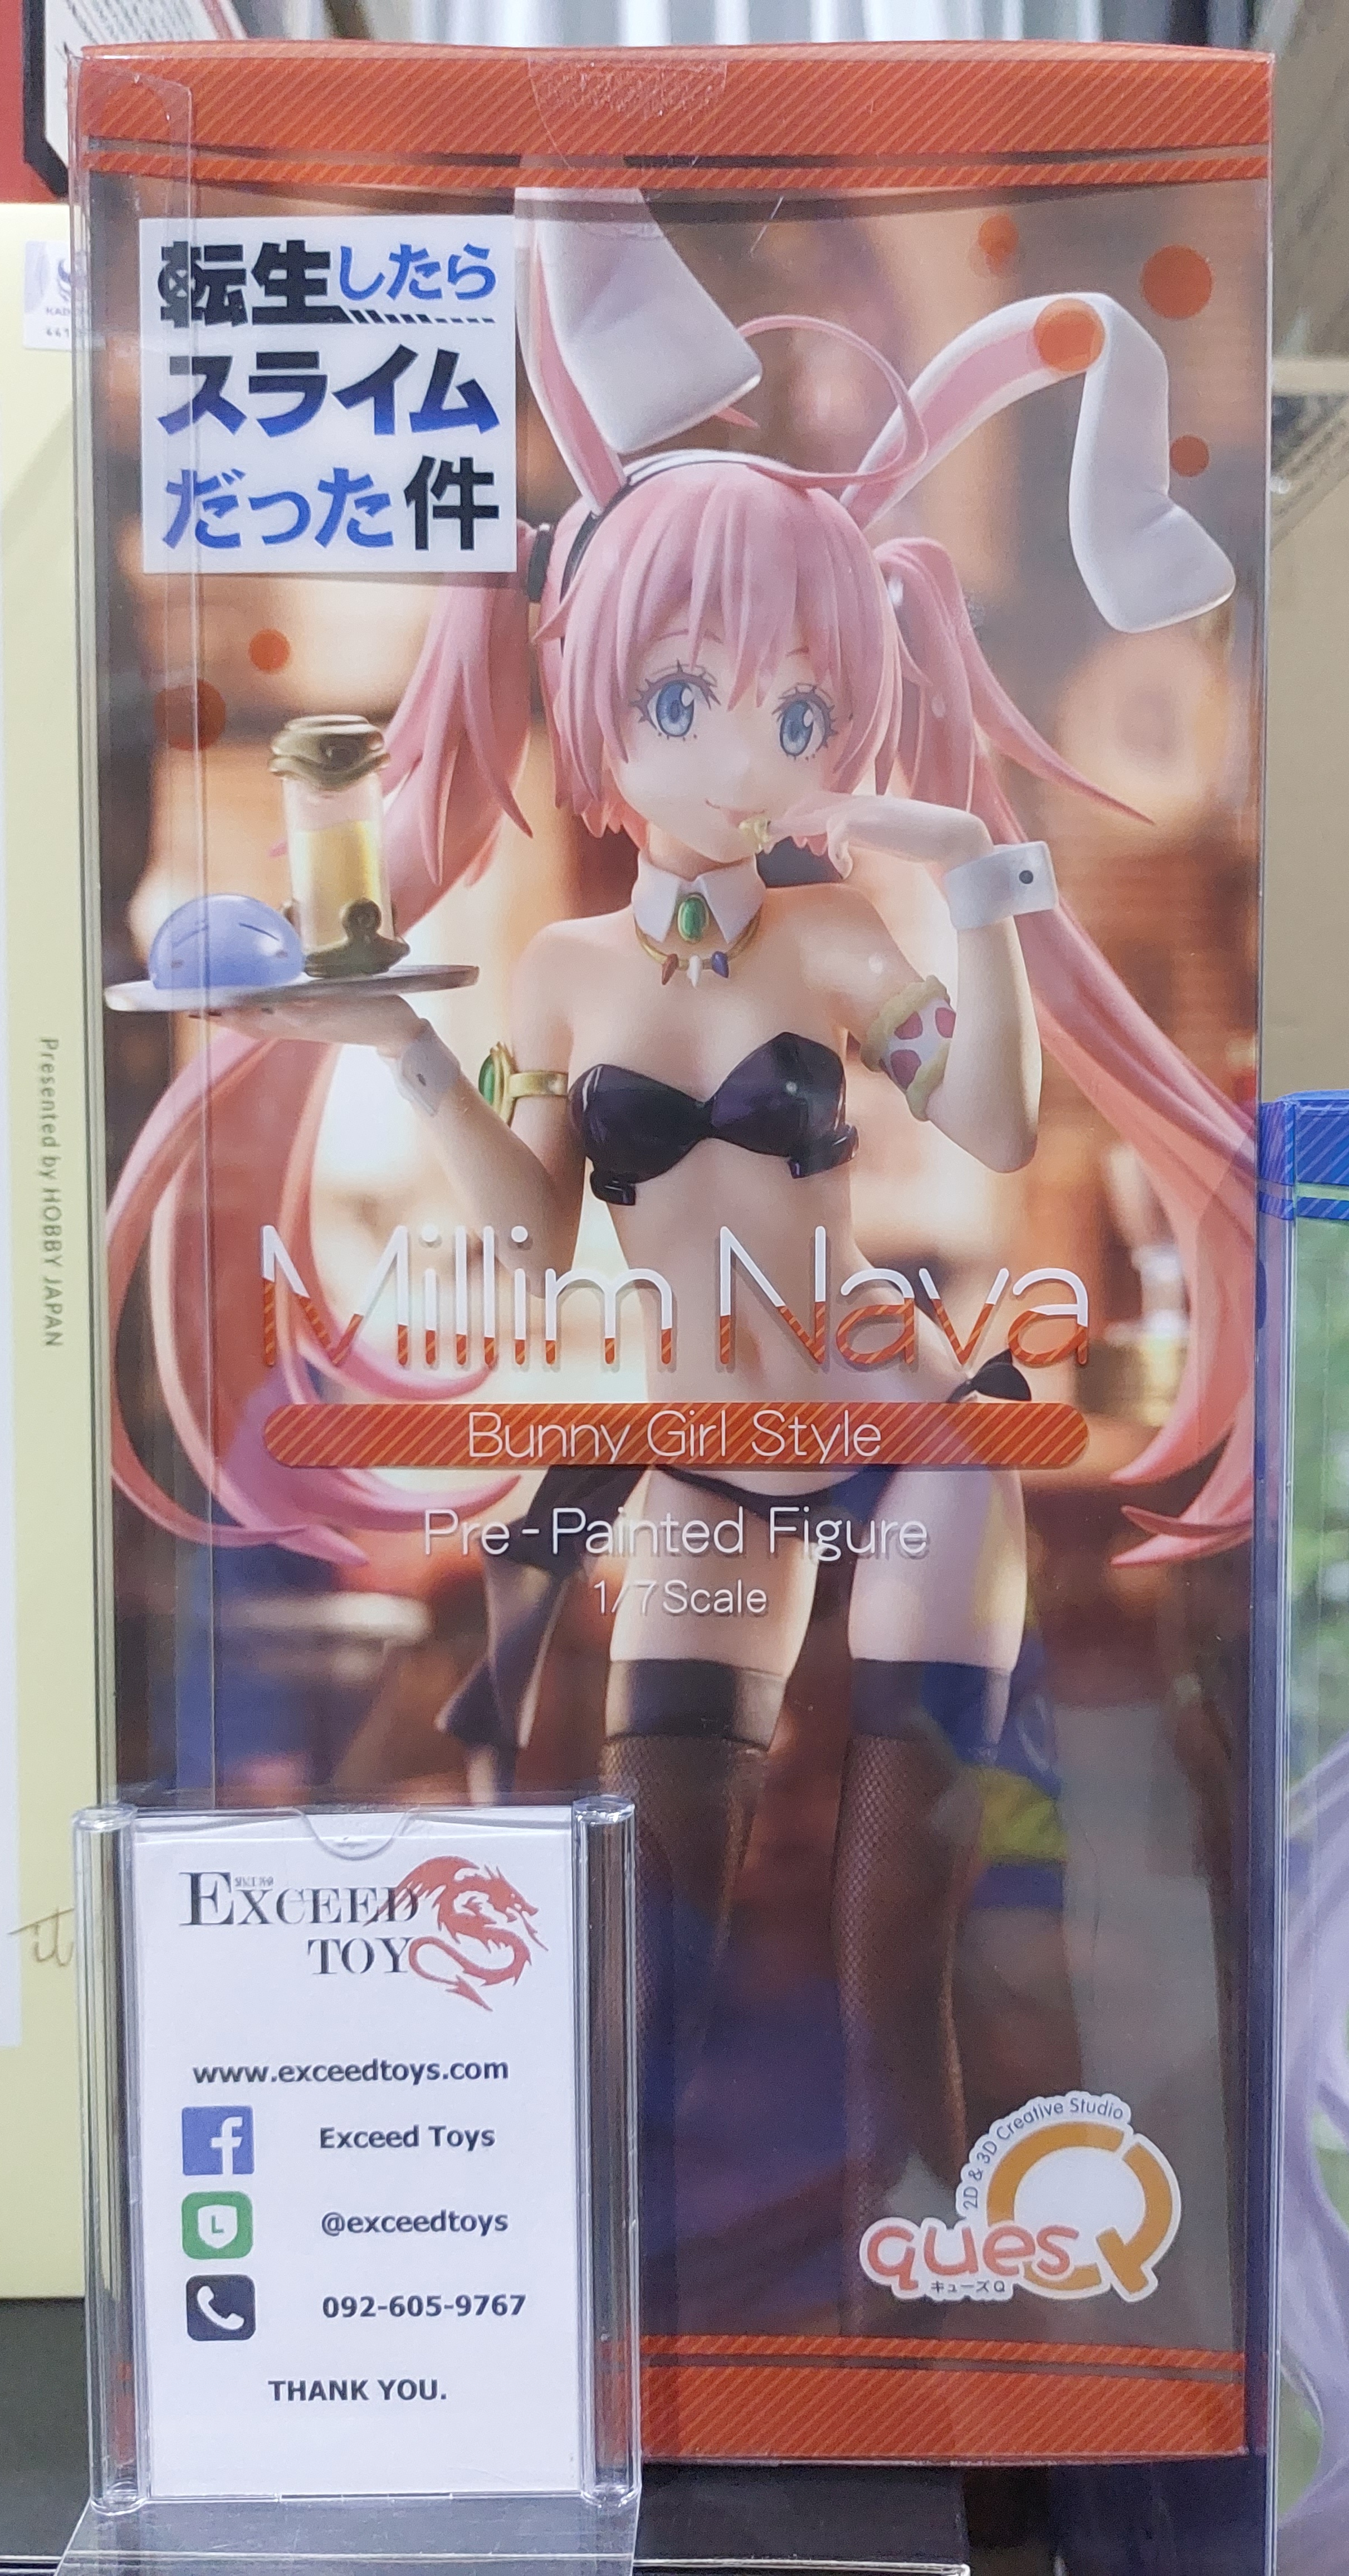 転生したら
スライム
だった件
Presented by HOBBY JAPAN
Millim Nava
Bunny Girl Style
Pre-Painted Figure
1/7 Scale
EXCEED
TOY
www.exceedtoys.com
Exceed Toys
L
@exceedtoys
092-605-9767
THANK YOU.
2D & 3D Creative Studio
quesQ
キューズQ